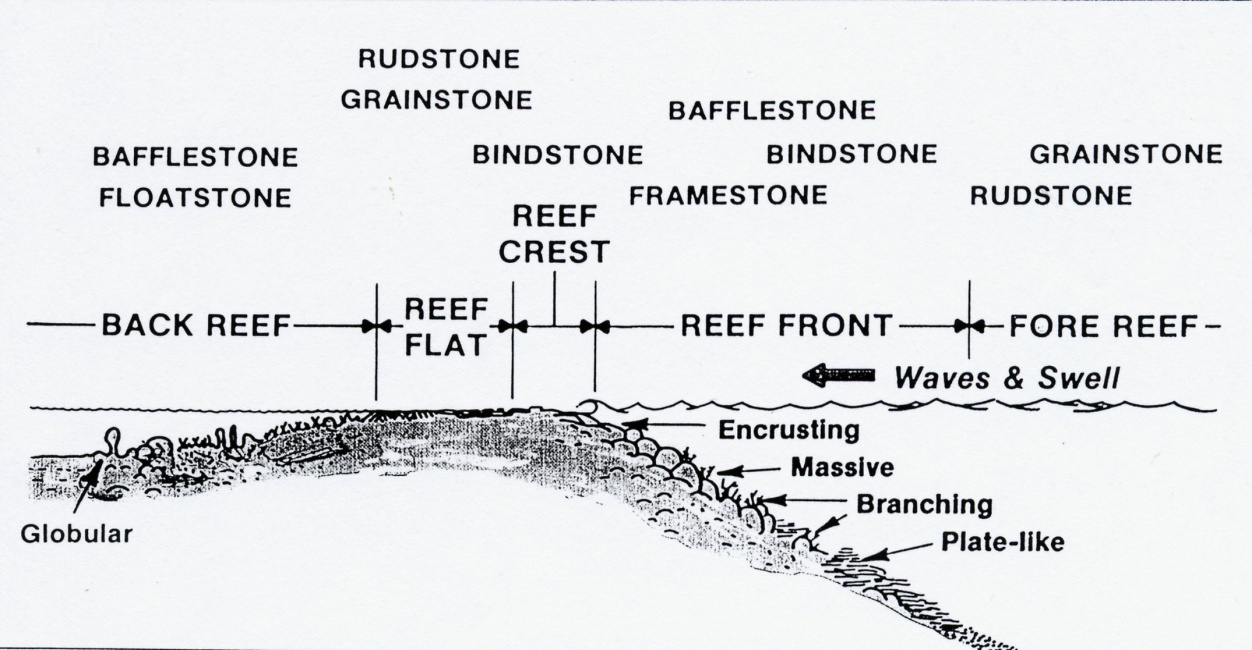 RUDSTONE
GRAINSTONE
BAFFLESTONE
BAFFLESTONE
BINDSTONE
BINDSTONE
GRAINSTONE
FLOATSTONE
FRAMESTONE
RUDSTONE
REEF
CREST
BACK REEF
REEF
FLAT
REEF FRONT
FORE REEF
Waves & Swell
Encrusting
Massive
Branching
Plate-like
Globular